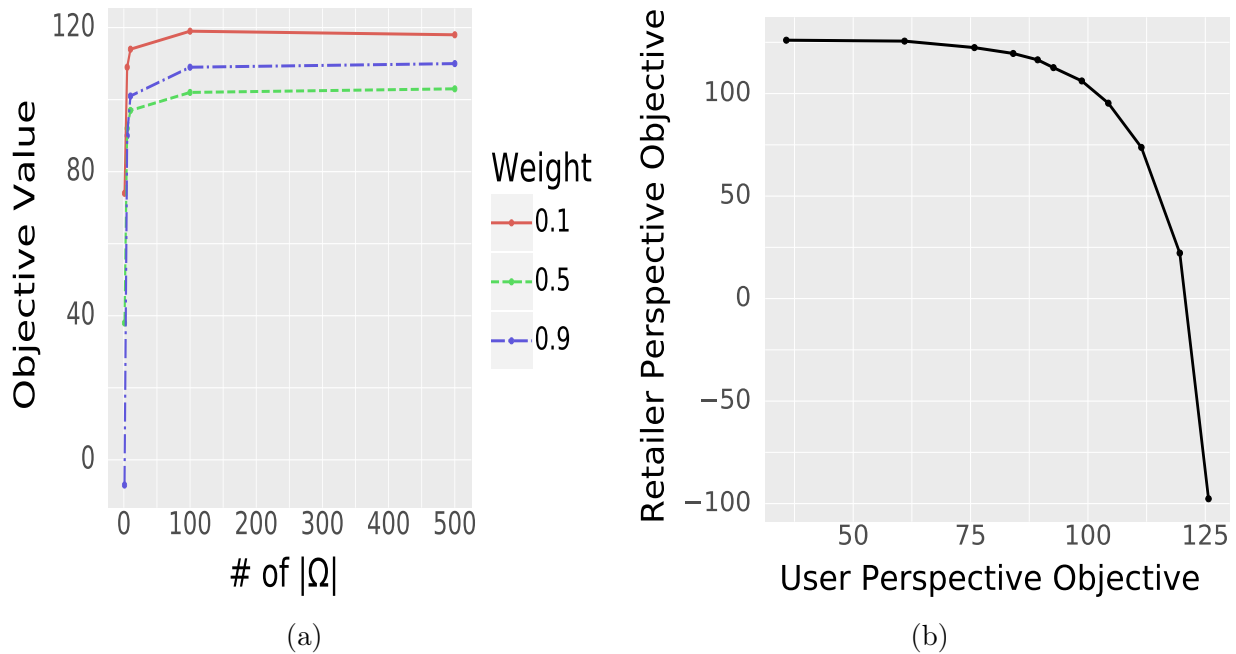 120
80
40
0
Objective Value
0 100 200 300 400 500
# of |Ω|
Weight
0.1
0.5
0.9
(a)
100
50
0
−50
−100
Retailer Perspective Objective
50 75 100 125
User Perspective Objective
(b)